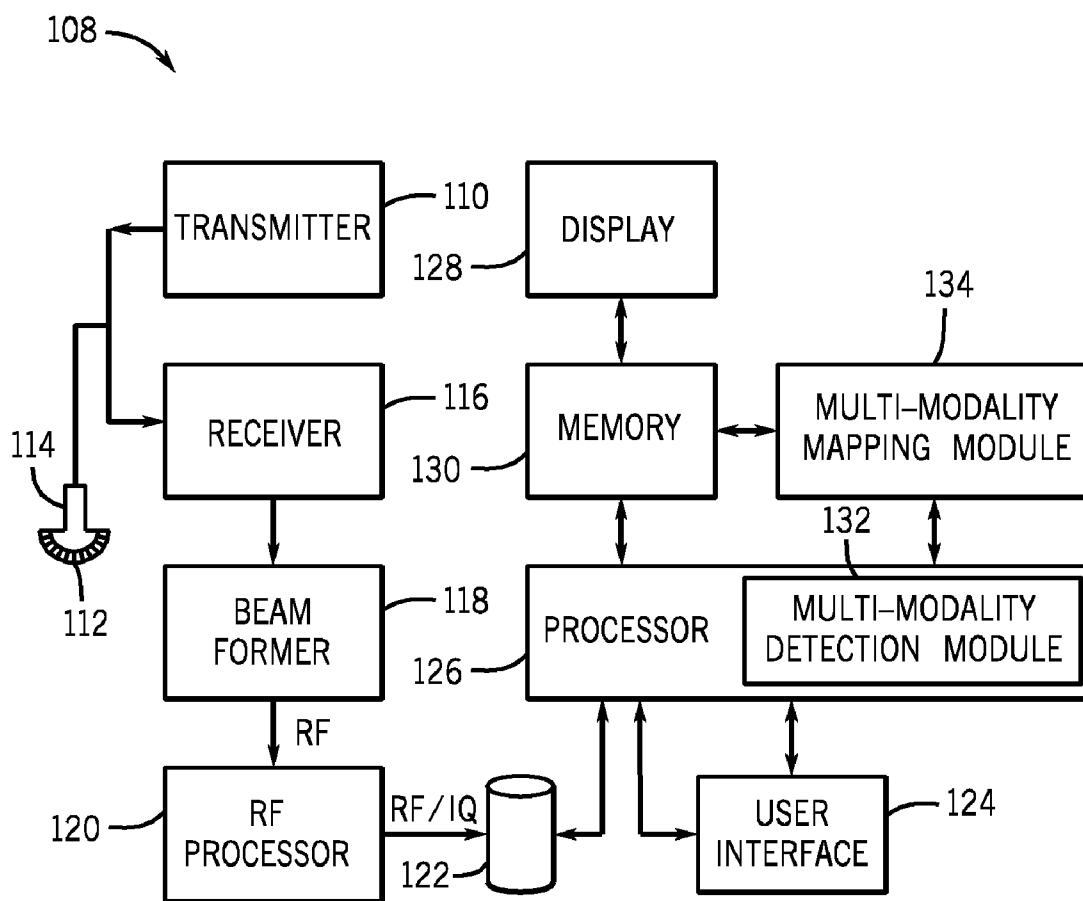 108
TRANSMITTER
110
DISPLAY
128
134
RECEIVER
116
MEMORY
130
MULTI–MODALITY
MAPPING MODULE
114
112
132
BEAM
FORMER
118
PROCESSOR
126
MULTI–MODALITY
DETECTION MODULE
RF
RF
PROCESSOR
120
RF/IQ
122
USER
INTERFACE
124